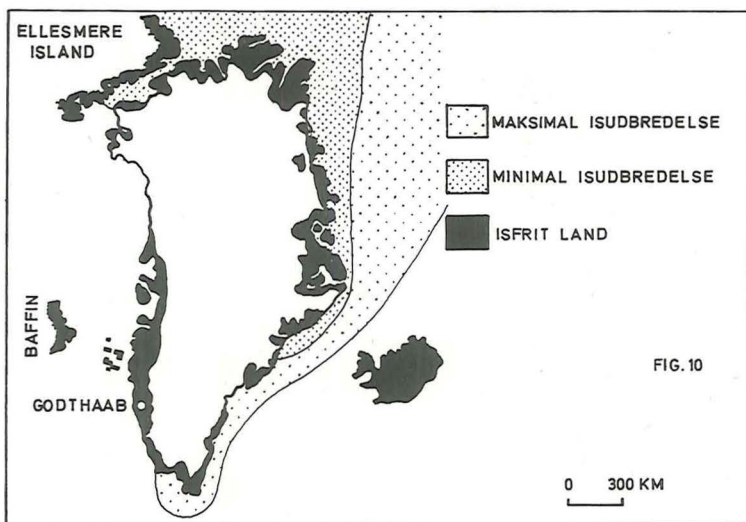 ELLESMERE
ISLAND
MAKSIMAL ISUDBREDELSE
MINIMAL ISUDBREDELSE
ISFRIT LAND
BAFFIN
GODTHAAB
FIG. 10
0 300 KM